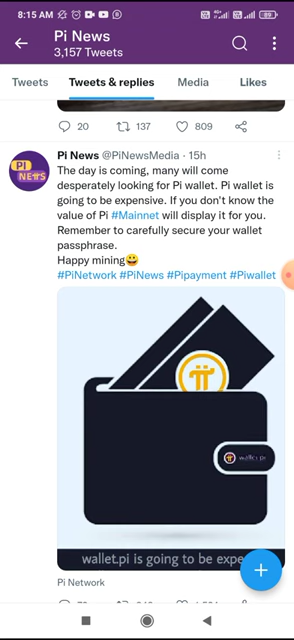 8:15 AM
Pi News
3,157 Tweets
Tweets
Tweets & replies
Media
Likes
20
137
809
Pi News @PiNewsMedia · 15h
The day is coming, many will come
desperately looking for Pi wallet. Pi wallet is
going to be expensive. If you don't know the
value of Pi #Mainnet will display it for you.
Remember to carefully secure your wallet
passphrase.
Happy mining😀
#PiNetwork #PiNews #Pipayment #Piwallet
wallet.pi is going to be expe
Pi Network